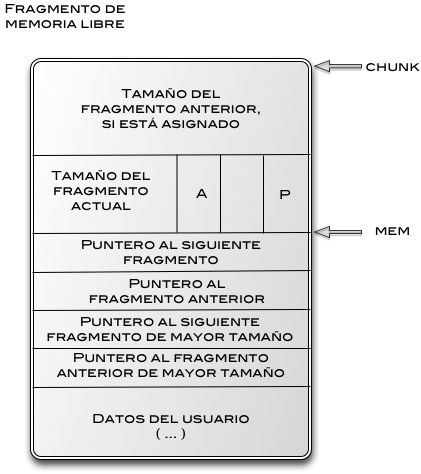 FRAGMENTO DE
MEMORIA LIBRE
CHUNK
TAMAÑO DEL
FRAGMENTO ANTERIOR,
SI ESTÁ ASIGNADO
TAMAÑO DEL
FRAGMENTO
ACTUAL
A
P
MEM
PUNTERO AL SIGUIENTE
FRAGMENTO
PUNTERO AL
FRAGMENTO ANTERIOR
PUNTERO AL SIGUIENTE
FRAGMENTO DE MAYOR TAMAÑO
PUNTERO AL FRAGMENTO
ANTERIOR DE MAYOR TAMAÑO
DATOS DEL USUARIO
( ... )